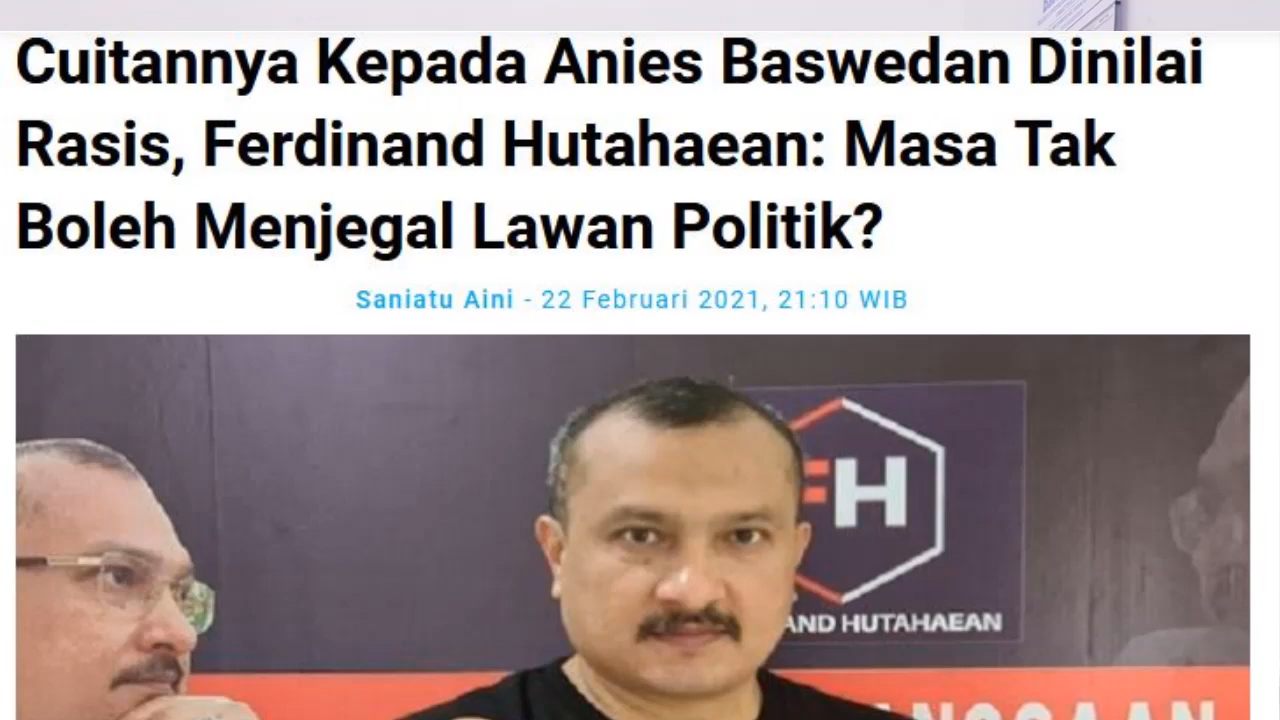 Cuitannya Kepada Anies Baswedan Dinilai
Rasis, Ferdinand Hutahaean: Masa Tak
Boleh Menjegal Lawan Politik?
Saniatu Aini - 22 Februari 2021, 21:10 WIB
FH
AND HUTAHAEAN